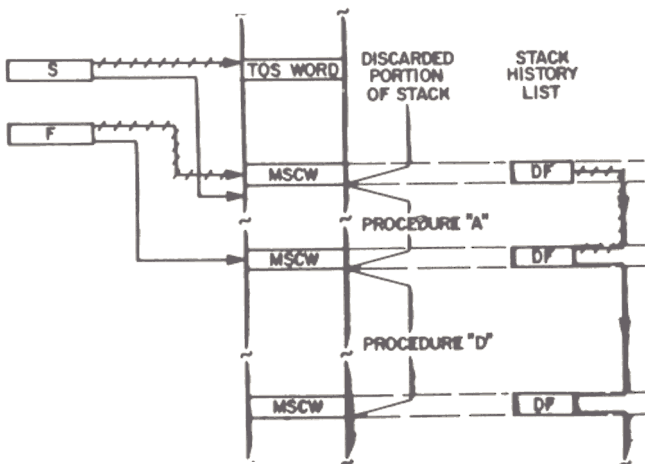 S
F
TOS WORD
MSCW
MSCW
MSCW
DISCARDED
PORTION
OF STACK
PROCEDURE "A"
PROCEDURE "D"
STACK
HISTORY
LIST
DF
DF
DF